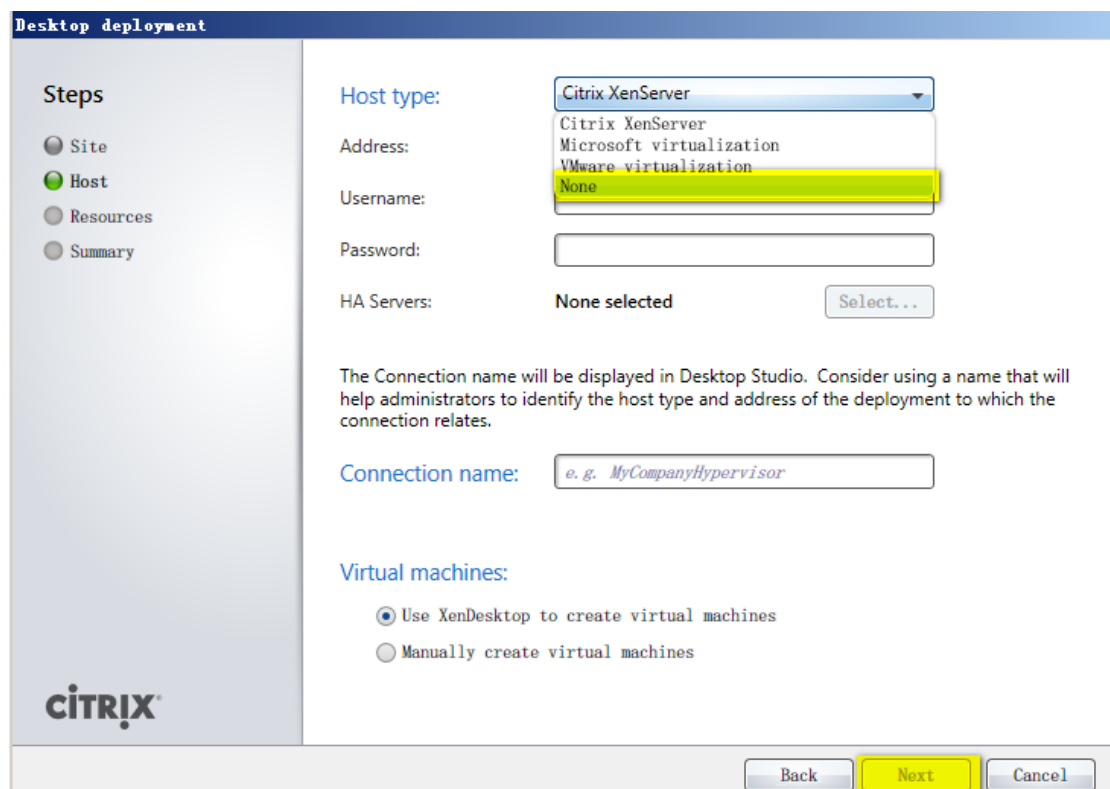 Desktop deployment
Steps
Site
Host
Resources
Summary
Host type:
Citrix XenServer
Citrix XenServer
Microsoft virtualization
VMware virtualization
None
Address:
Username:
Password:
HA Servers:
None selected
Select...
The Connection name will be displayed in Desktop Studio. Consider using a name that will
help administrators to identify the host type and address of the deployment to which the
connection relates.
Connection name:
e.g. MyCompanyHypervisor
Virtual machines:
Use XenDesktop to create virtual machines
Manually create virtual machines
CITRIX
Back
Next
Cancel